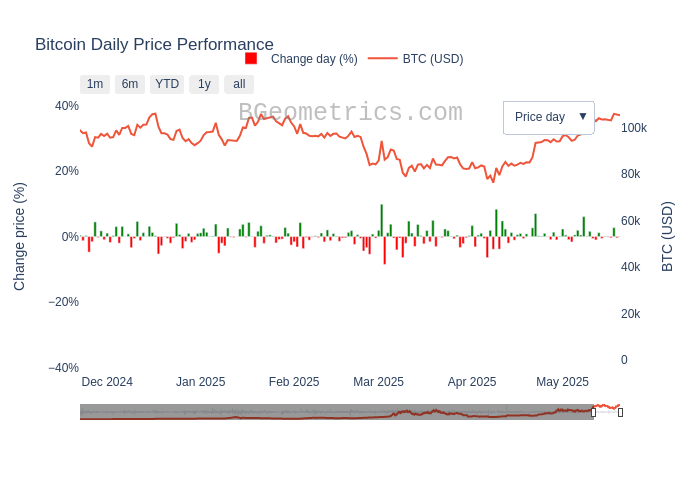 Bitcoin Daily Price Performance
Change day (%)
BTC (USD)
1m 6m YTD 1y all
BGeometrics.com
Price day ▼
40%
20%
0%
−20%
−40%
Change price (%)
100k
80k
60k
40k
20k
0
BTC (USD)
Dec 2024 Jan 2025 Feb 2025 Mar 2025 Apr 2025 May 2025